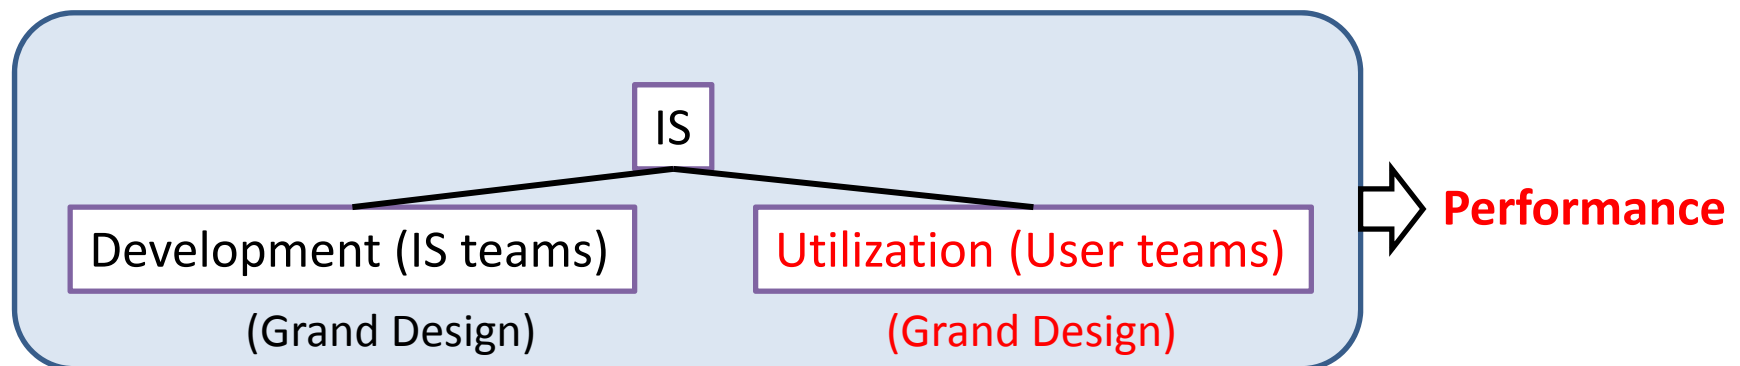 IS
Development (IS teams)
Utilization (User teams)
Performance
(Grand Design)
(Grand Design)